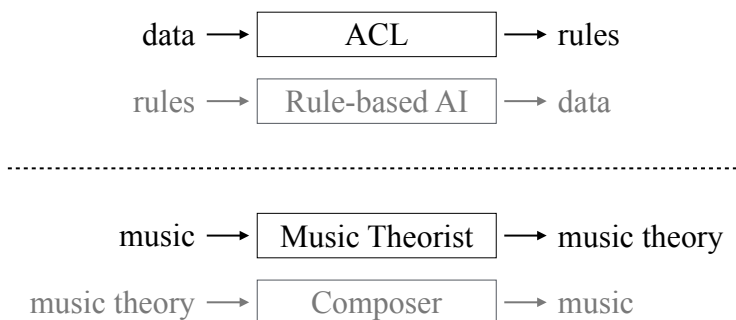 data ACL rules
rules Rule-based AI data
music Music Theorist music theory
music theory Composer music